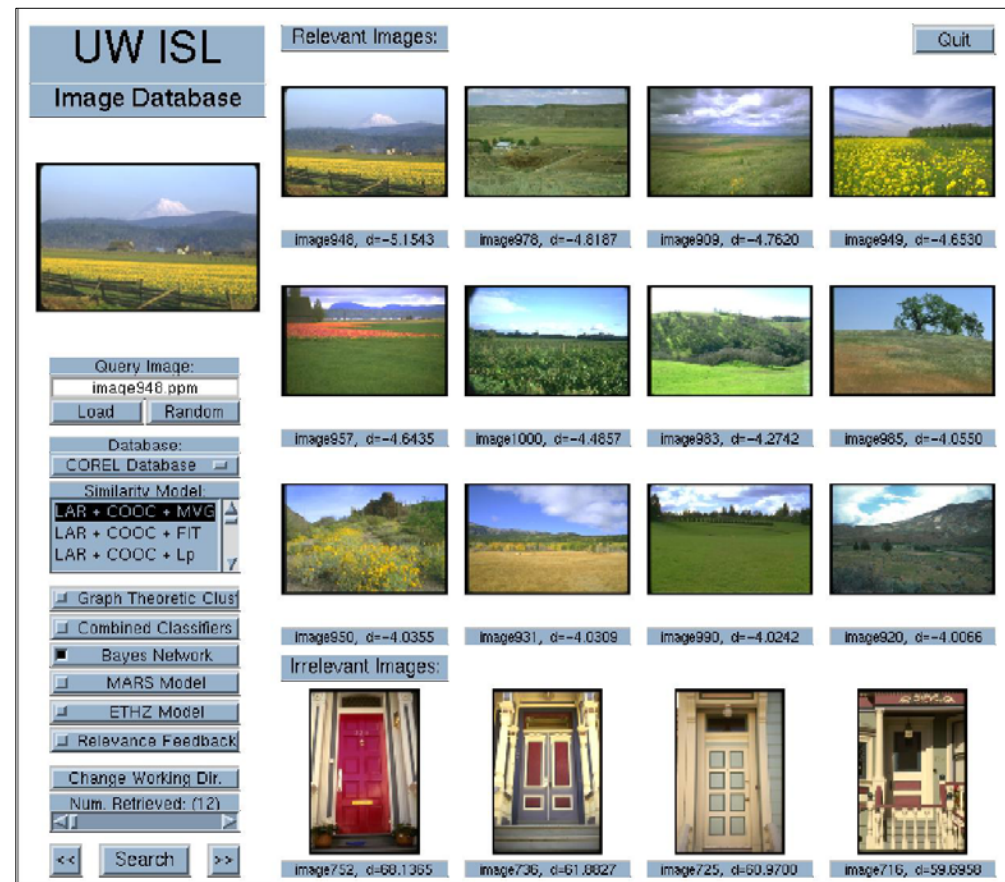 UW ISL
Image Database
Query Image:
image948.ppm
Load Random
Database:
COREL Database
Similarity Model:
LAR + COOC + MVG
LAR + COOC + FIT
LAR + COOC + Lp
Graph Theoretic Clust
Combined Classifiers
Bayes Network
MARS Model
ETHZ Model
Relevance Feedback
Change Working Dir.
Num. Retrieved: (12)
<< Search >>
Relevant Images:
Quit
image948, d=-5.1543
image978, d=-4.8187
image909, d=-4.7620
image949, d=-4.6530
image957, d=-4.6435
image1000, d=-4.4857
image983, d=-4.2742
image985, d=-4.0550
image950, d=-4.0355
image931, d=-4.0309
image990, d=-4.0242
image920, d=-4.0066
Irrelevant Images:
image752, d=68.1365
image736, d=61.8827
image725, d=60.9700
image716, d=59.6958